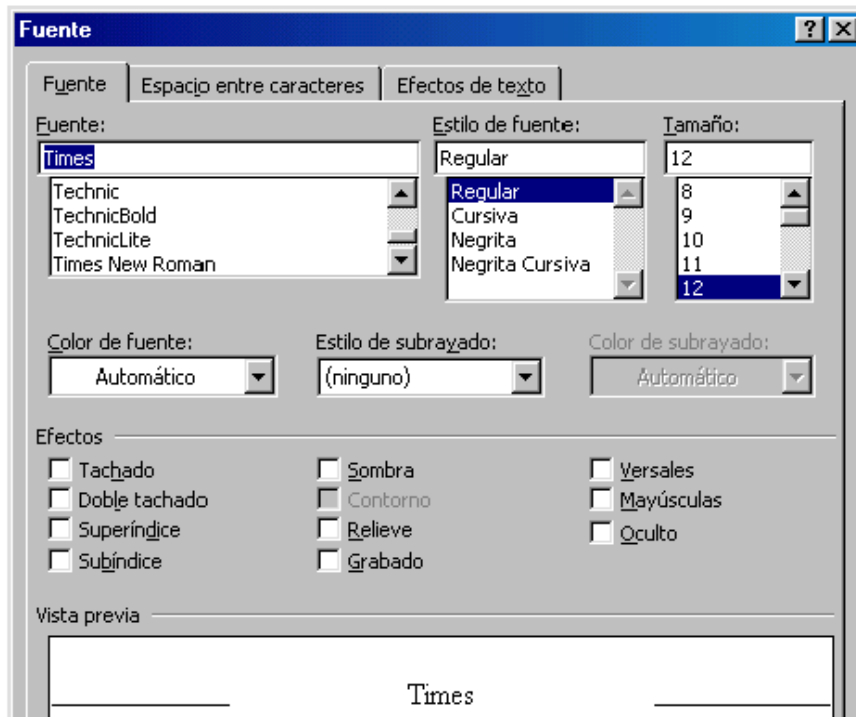 Fuente
Fuente Espacio entre caracteres Efectos de texto
Fuente: Estilo de fuente: Tamaño:
Times Regular 12
Technic Regular 8
TechnicBold Cursiva 9
TechnicLite Negrita 10
Times New Roman Negrita Cursiva 11
12
Color de fuente: Estilo de subrayado: Color de subrayado:
Automático (ninguno) Automático
Efectos
Tachado Sombra Versales
Doble tachado Contorno Mayúsculas
Superíndice Relieve Oculto
Subíndice Grabado
Vista previa
Times